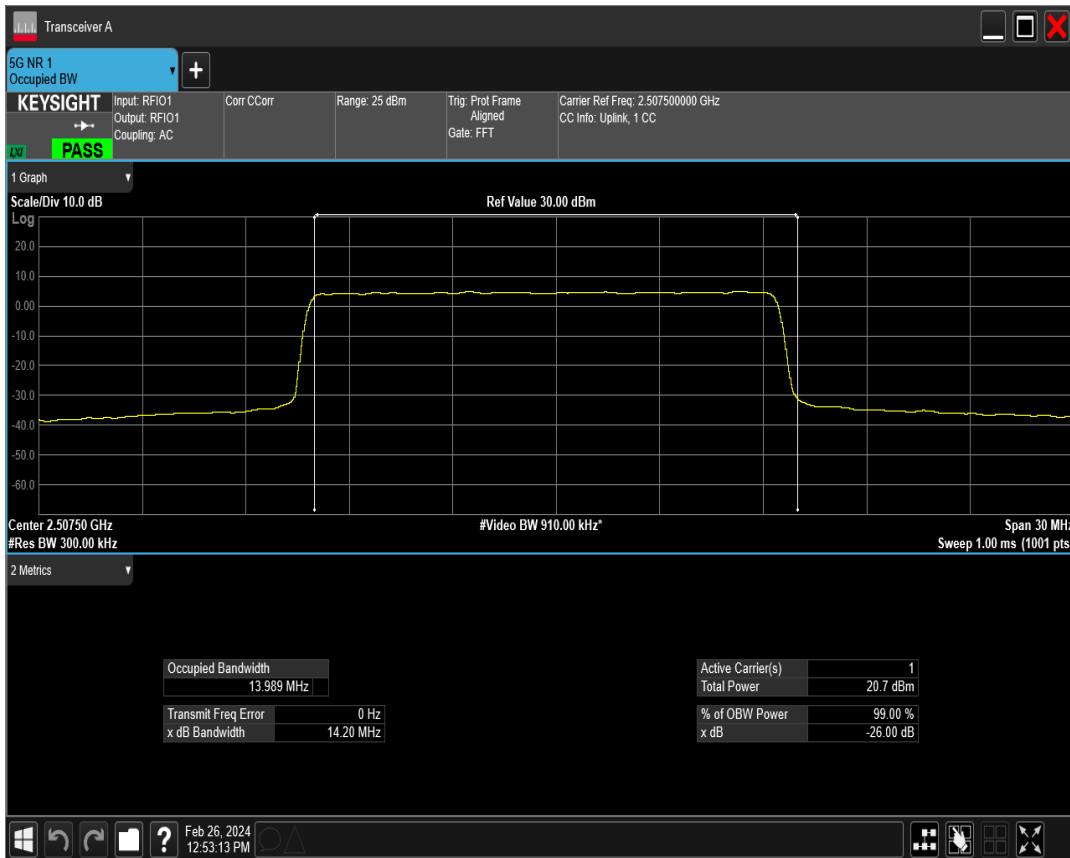 Transceiver A
5G NR 1
Occupied BW
KEYSIGHT
LXI
PASS
Input: RFIO1
Output: RFIO1
Coupling: AC
Corr CCorr
Range: 25 dBm
Trig: Prot Frame
Aligned
Gate: FFT
Carrier Ref Freq: 2.507500000 GHz
CC Info: Uplink, 1 CC
1 Graph
Scale/Div 10.0 dB
Ref Value 30.00 dBm
Log
20.0
10.0
0.00
-10.0
-20.0
-30.0
-40.0
-50.0
-60.0
Center 2.50750 GHz
#Video BW 910.00 kHz*
Span 30 MHz
#Res BW 300.00 kHz
Sweep 1.00 ms (1001 pts
2 Metrics
Occupied Bandwidth
13.989 MHz
Transmit Freq Error 0 Hz
x dB Bandwidth 14.20 MHz
Active Carrier(s) 1
Total Power 20.7 dBm
% of OBW Power 99.00 %
x dB -26.00 dB
?
Feb 26, 2024
12:53:13 PM